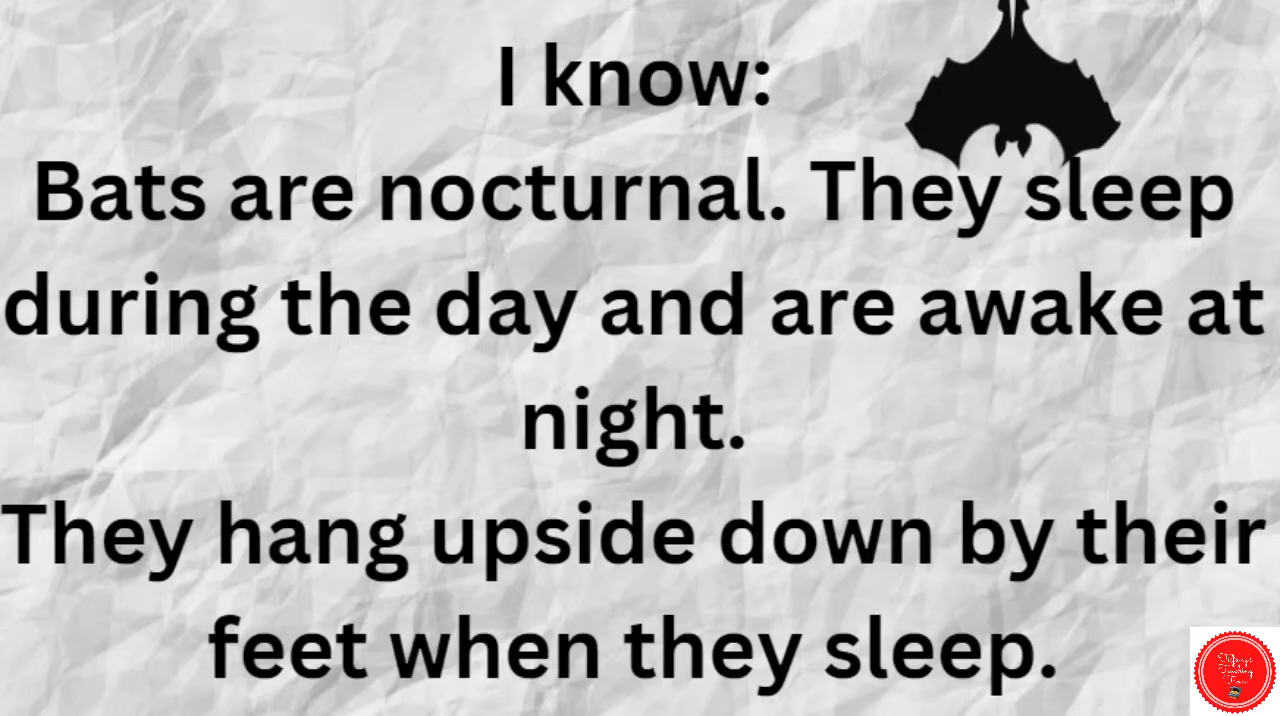 I know:
Bats are nocturnal. They sleep
during the day and are awake at
night.
They hang upside down by their
feet when they sleep.